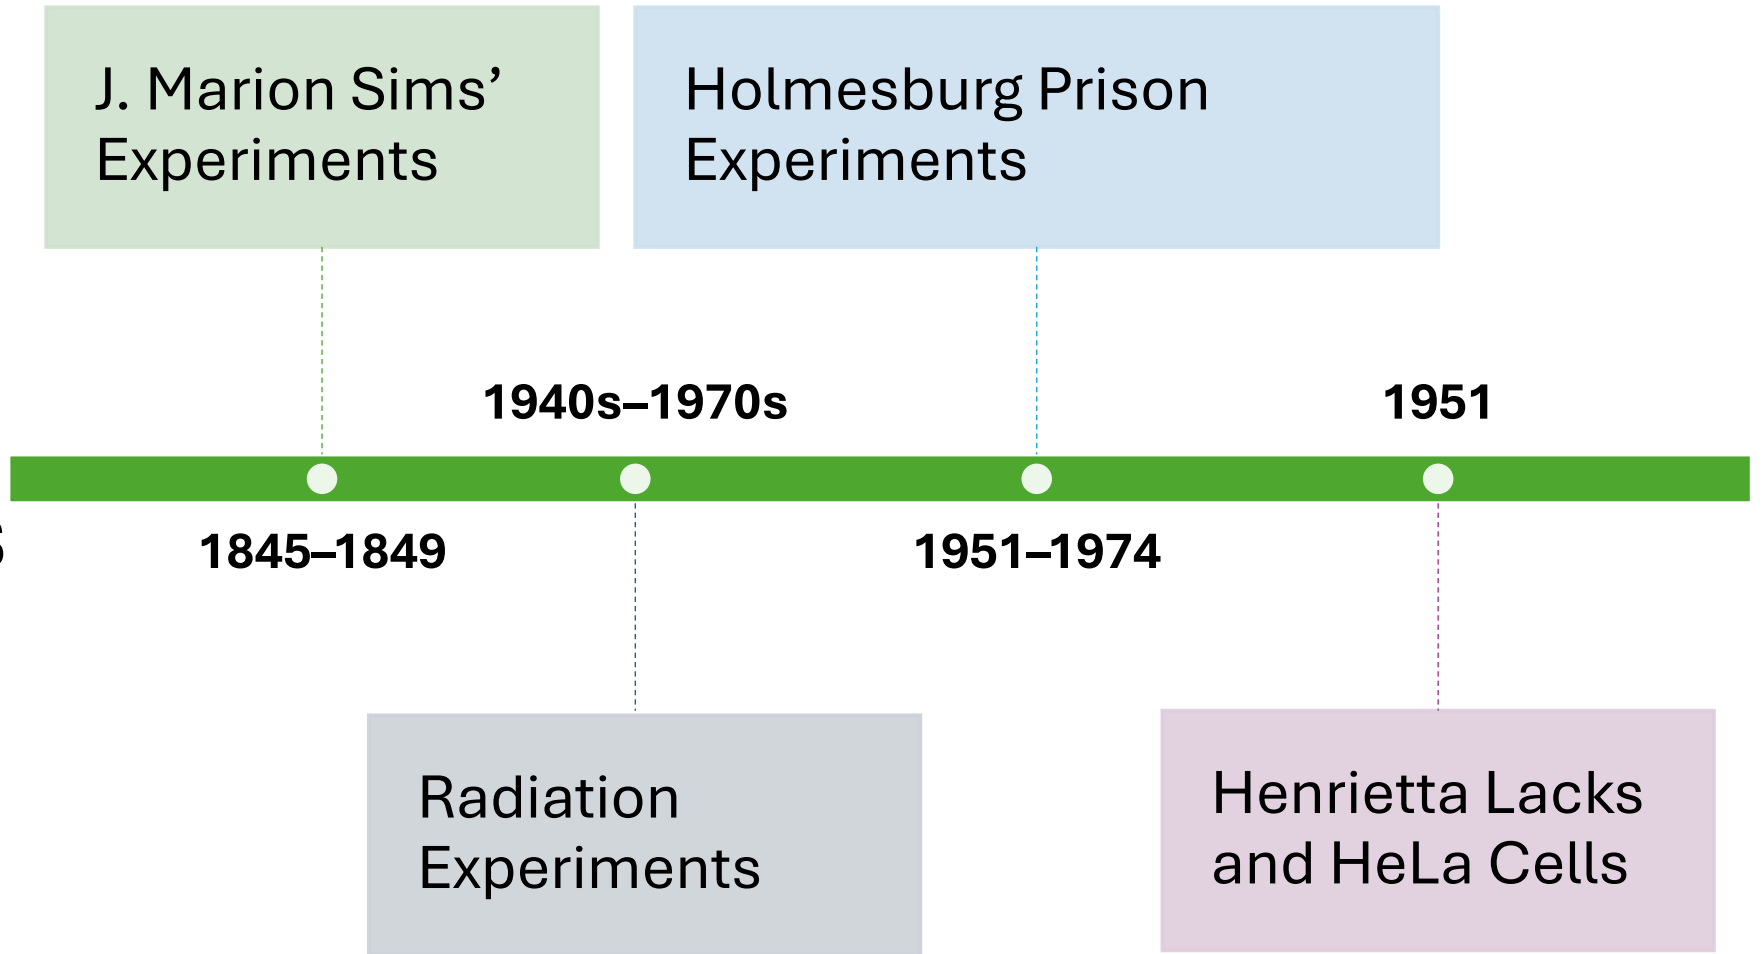 J. Marion Sims’
Experiments
Holmesburg Prison
Experiments
1940s–1970s
1951
1845–1849
1951–1974
Radiation
Experiments
Henrietta Lacks
and HeLa Cells